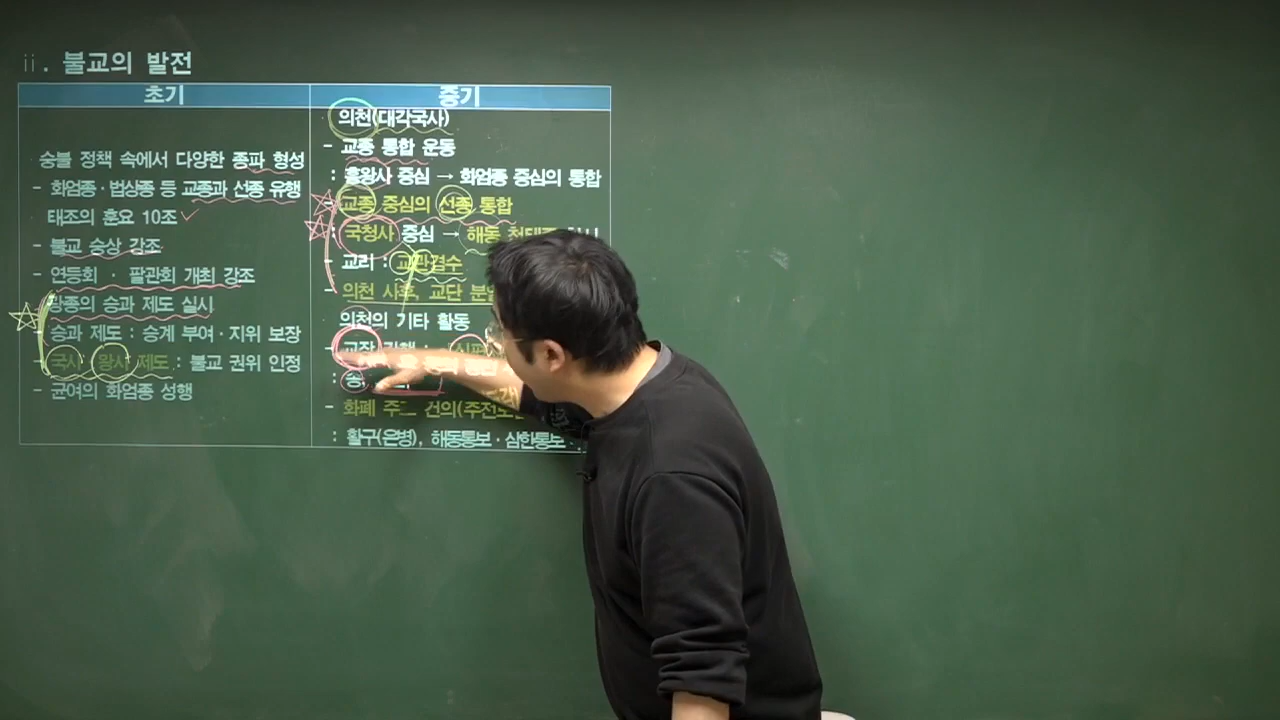 ⅱ. 불교의 발전
초기
숭불 정책 속에서 다양한 종파 형성
- 화엄종·법상종 등 교종과 선종 유행
태조의 훈요 10조
- 불교 숭상 강조
- 연등회 · 팔관회 개최 강조
광종의 승과 제도 실시
- 승과 제도 : 승계 부여·지위 보장
- 국사·왕사 제도 : 불교 권위 인정
- 균여의 화엄종 성행
중기
의천(대각국사)
- 교종 통합 운동
: 흥왕사 중심 → 화엄종 중심의 통합
- 교종 중심의 선종 통합
: 국청사 중심 → 해동
- 교리 : 교관겸수
- 의천 사후, 교단
의천의 기타 활동
- 교장
:
- 화폐 주조 건의
: 활구(은병), 해동통보·삼한통보